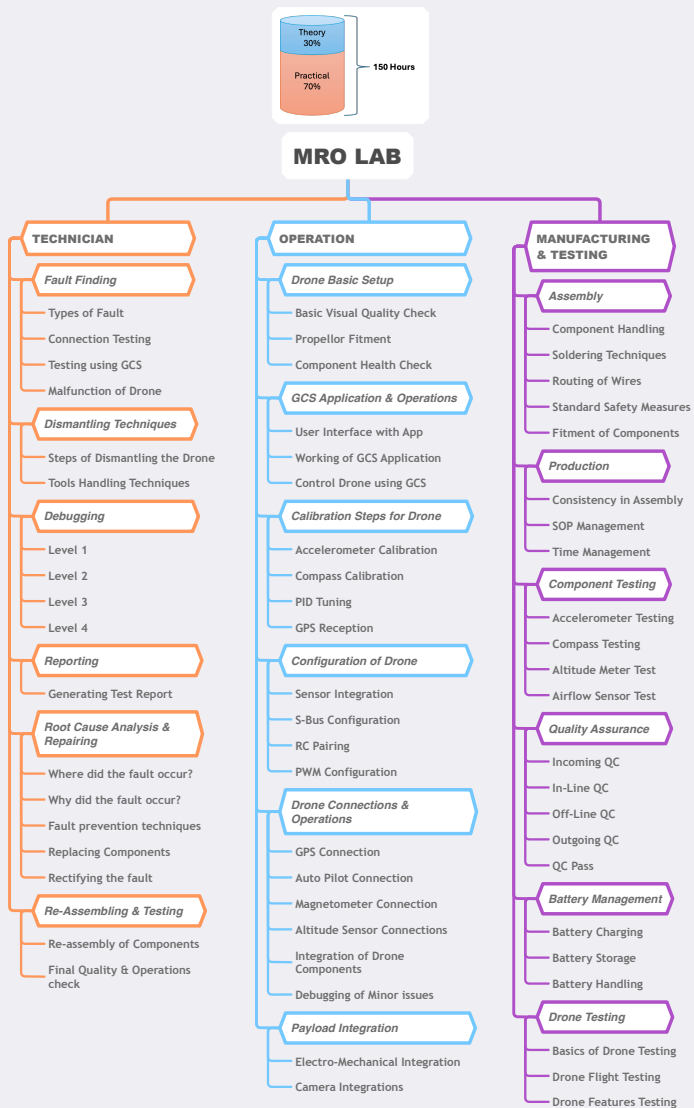 Theory
30%
Practical
70%
150 Hours
MRO LAB
TECHNICIAN
Fault Finding
Types of Fault
Connection Testing
Testing using GCS
Malfunction of Drone
Dismantling Techniques
Steps of Dismantling the Drone
Tools Handling Techniques
Debugging
Level 1
Level 2
Level 3
Level 4
Reporting
Generating Test Report
Root Cause Analysis &
Repairing
Where did the fault occur?
Why did the fault occur?
Fault prevention techniques
Replacing Components
Rectifying the fault
Re-Assembling & Testing
Re-assembly of Components
Final Quality & Operations
check
OPERATION
Drone Basic Setup
Basic Visual Quality Check
Propellor Fitment
Component Health Check
GCS Application & Operations
User Interface with App
Working of GCS Application
Control Drone using GCS
Calibration Steps for Drone
Accelerometer Calibration
Compass Calibration
PID Tuning
GPS Reception
Configuration of Drone
Sensor Integration
S-Bus Configuration
RC Pairing
PWM Configuration
Drone Connections &
Operations
GPS Connection
Auto Pilot Connection
Magnetometer Connection
Altitude Sensor Connections
Integration of Drone
Components
Debugging of Minor issues
Payload Integration
Electro-Mechanical Integration
Camera Integrations
MANUFACTURING
& TESTING
Assembly
Component Handling
Soldering Techniques
Routing of Wires
Standard Safety Measures
Fitment of Components
Production
Consistency in Assembly
SOP Management
Time Management
Component Testing
Accelerometer Testing
Compass Testing
Altitude Meter Test
Airflow Sensor Test
Quality Assurance
Incoming QC
In-Line QC
Off-Line QC
Outgoing QC
QC Pass
Battery Management
Battery Charging
Battery Storage
Battery Handling
Drone Testing
Basics of Drone Testing
Drone Flight Testing
Drone Features Testing